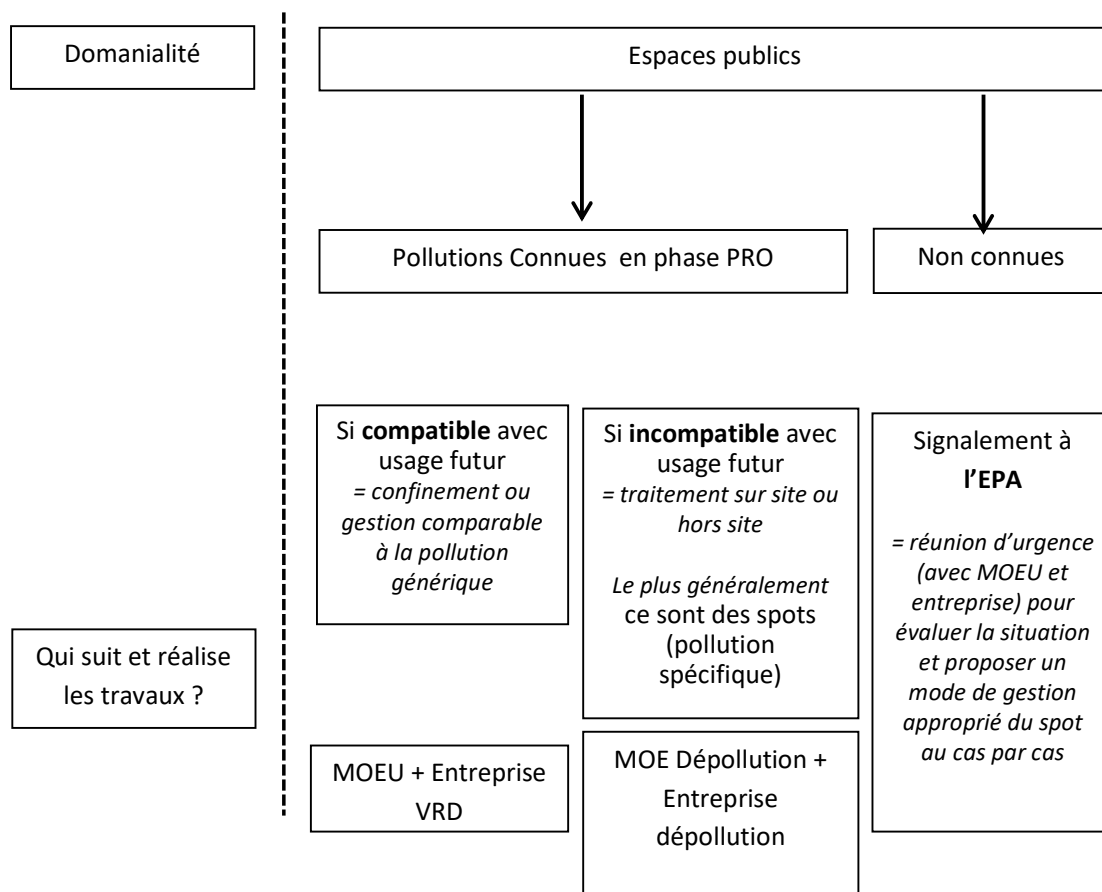 Domanialité
Espaces publics
Pollutions Connues en phase PRO
Non connues
Si compatible avec
usage futur
= confinement ou
gestion comparable
à la pollution
générique
Si incompatible avec
usage futur
= traitement sur site ou
hors site
Le plus généralement
ce sont des spots
(pollution
spécifique)
Signalement à
l’EPA
= réunion d’urgence
(avec MOEU et
entreprise) pour
évaluer la situation
et proposer un
mode de gestion
approprié du spot
au cas par cas
Qui suit et réalise
les travaux ?
MOEU + Entreprise
VRD
MOE Dépollution +
Entreprise
dépollution